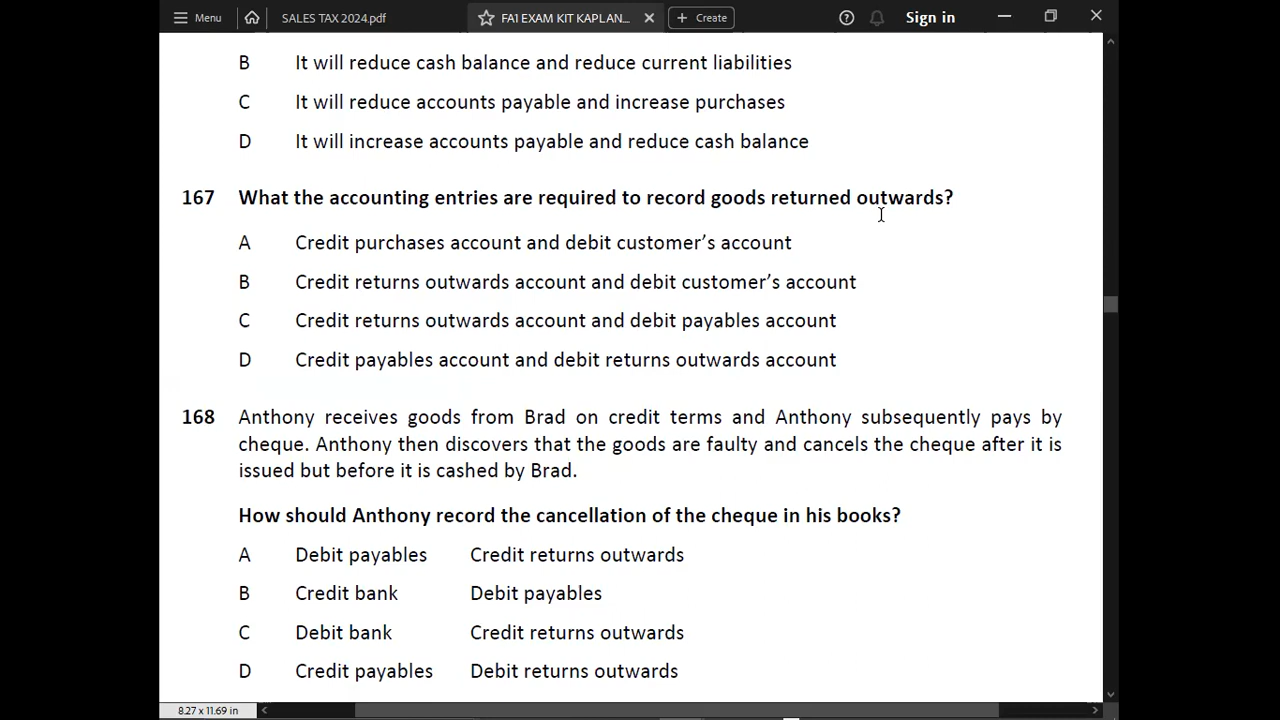 Menu SALES TAX 2024.pdf FA1 EXAM KIT KAPLAN... Create Sign in
B It will reduce cash balance and reduce current liabilities
C It will reduce accounts payable and increase purchases
D It will increase accounts payable and reduce cash balance
167 What the accounting entries are required to record goods returned outwards?
A Credit purchases account and debit customer’s account
B Credit returns outwards account and debit customer’s account
C Credit returns outwards account and debit payables account
D Credit payables account and debit returns outwards account
168 Anthony receives goods from Brad on credit terms and Anthony subsequently pays by
cheque. Anthony then discovers that the goods are faulty and cancels the cheque after it is
issued but before it is cashed by Brad.
How should Anthony record the cancellation of the cheque in his books?
A Debit payables Credit returns outwards
B Credit bank Debit payables
C Debit bank Credit returns outwards
D Credit payables Debit returns outwards
8.27 x 11.69 in